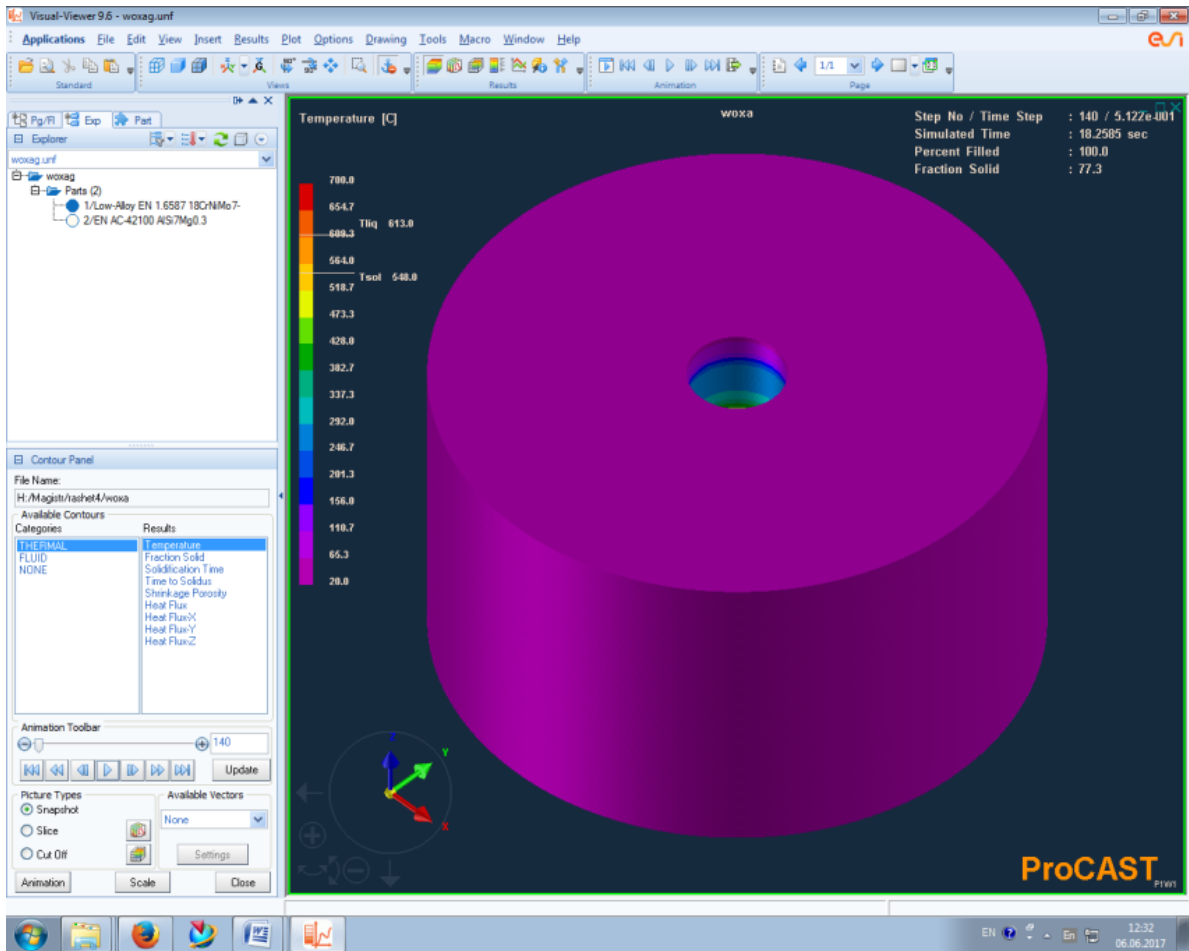 Visual-Viewer 9.6 - woxag.unf
Applications File Edit View Insert Results Plot Options Drawing Tools Macro Window Help
esi
1/1
Standard Views Results Animation Page
Pg/Fl Exp Part
Explorer
woxag.unf
woxag
Parts (2)
1/Low-Alloy EN 1.6587 18CrNiMo7-
2/EN AC-42100 AlSi7Mg0.3
Contour Panel
File Name:
H:/Magistr/rashet4/woxa
Available Contours
Categories Results
THERMAL
FLUID
NONE
Temperature
Fraction Solid
Solidification Time
Time to Solidus
Shrinkage Porosity
Heat Flux
Heat Flux-X
Heat Flux-Y
Heat Flux-Z
Animation Toolbar
140
Update
Picture Types
Snapshot
Slice
Cut Off
Available Vectors
None
Settings
Animation Scale Close
Temperature [C]
woxa
Step No / Time Step : 140 / 5.122e-001
Simulated Time : 18.2585 sec
Percent Filled : 100.0
Fraction Solid : 77.3
700.0
654.7
Tliq 613.0
609.3
564.0
Tsol 548.0
518.7
473.3
428.0
382.7
337.3
292.0
246.7
201.3
156.0
110.7
65.3
20.0
Z
Y
X
ProCAST
P1W1
EN
En
12:32
06.06.2017